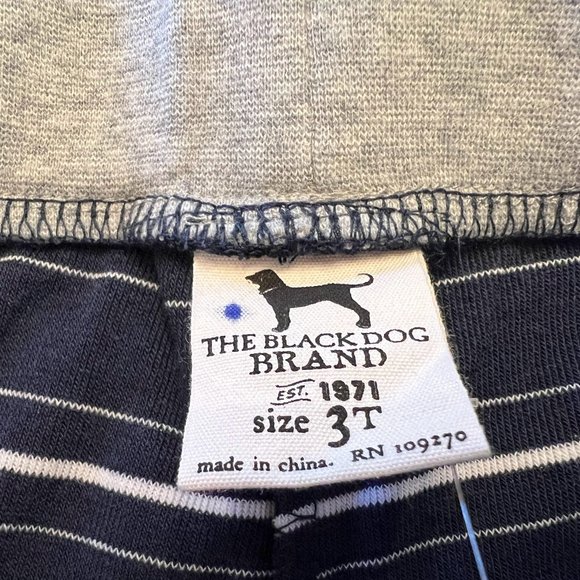 THE BLACK DOG
BRAND
EST. 1971
size 3T
made in china. RN 109270